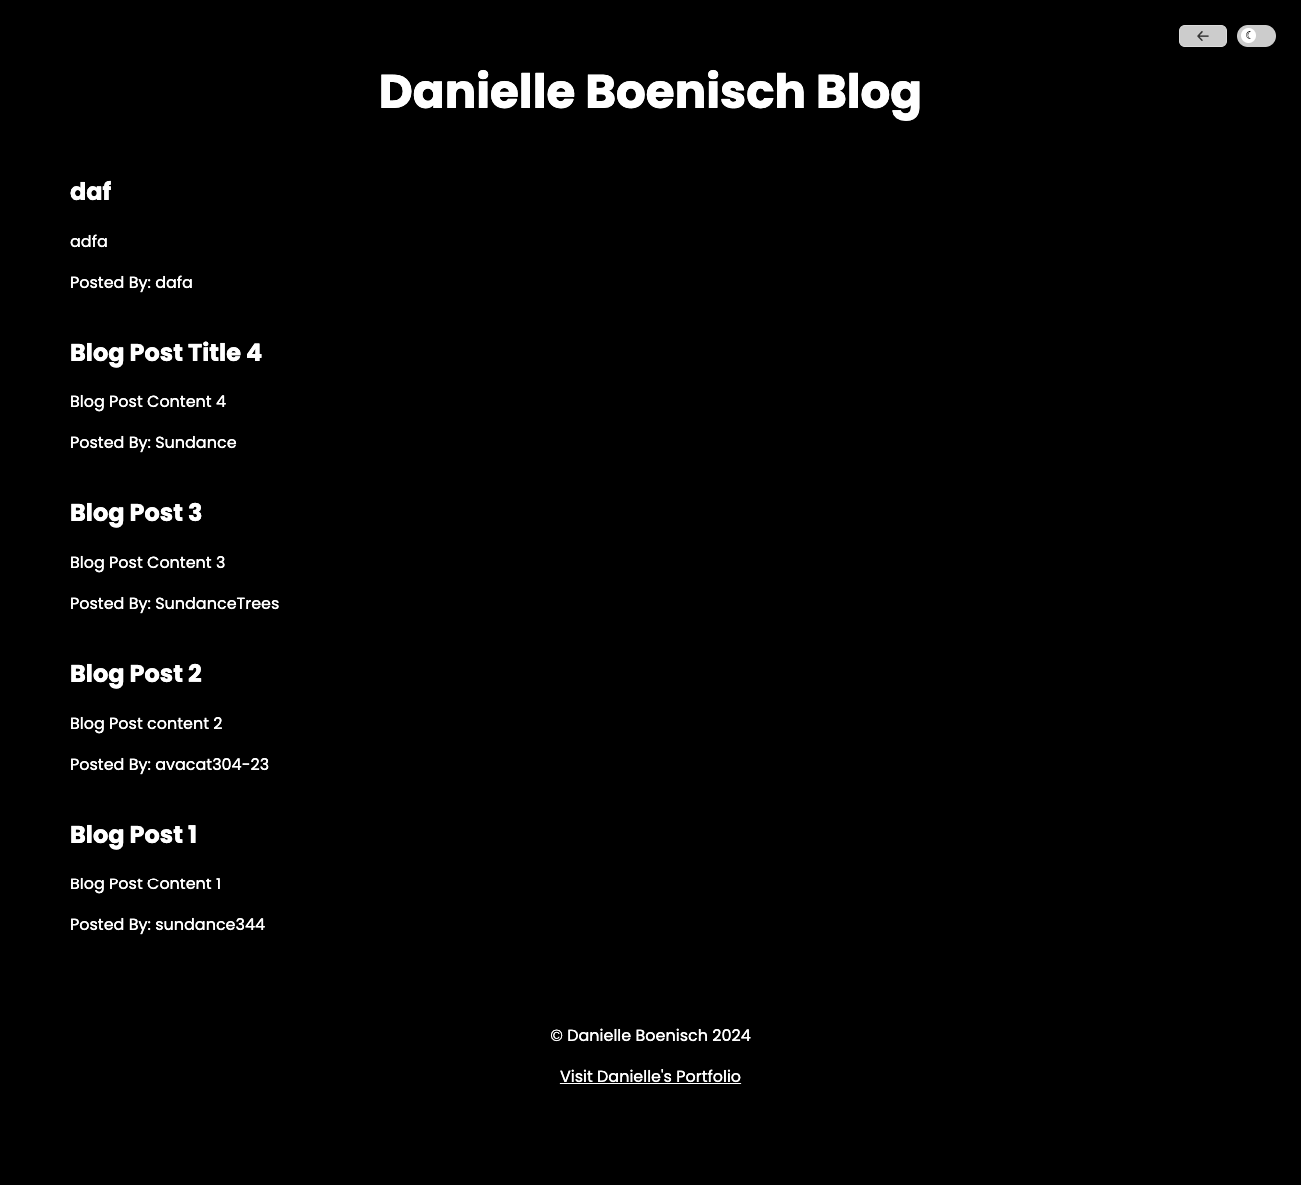 Danielle Boenisch Blog
daf
adfa
Posted By: dafa
Blog Post Title 4
Blog Post Content 4
Posted By: Sundance
Blog Post 3
Blog Post Content 3
Posted By: SundanceTrees
Blog Post 2
Blog Post content 2
Posted By: avacat304-23
Blog Post 1
Blog Post Content 1
Posted By: sundance344
© Danielle Boenisch 2024
Visit Danielle's Portfolio